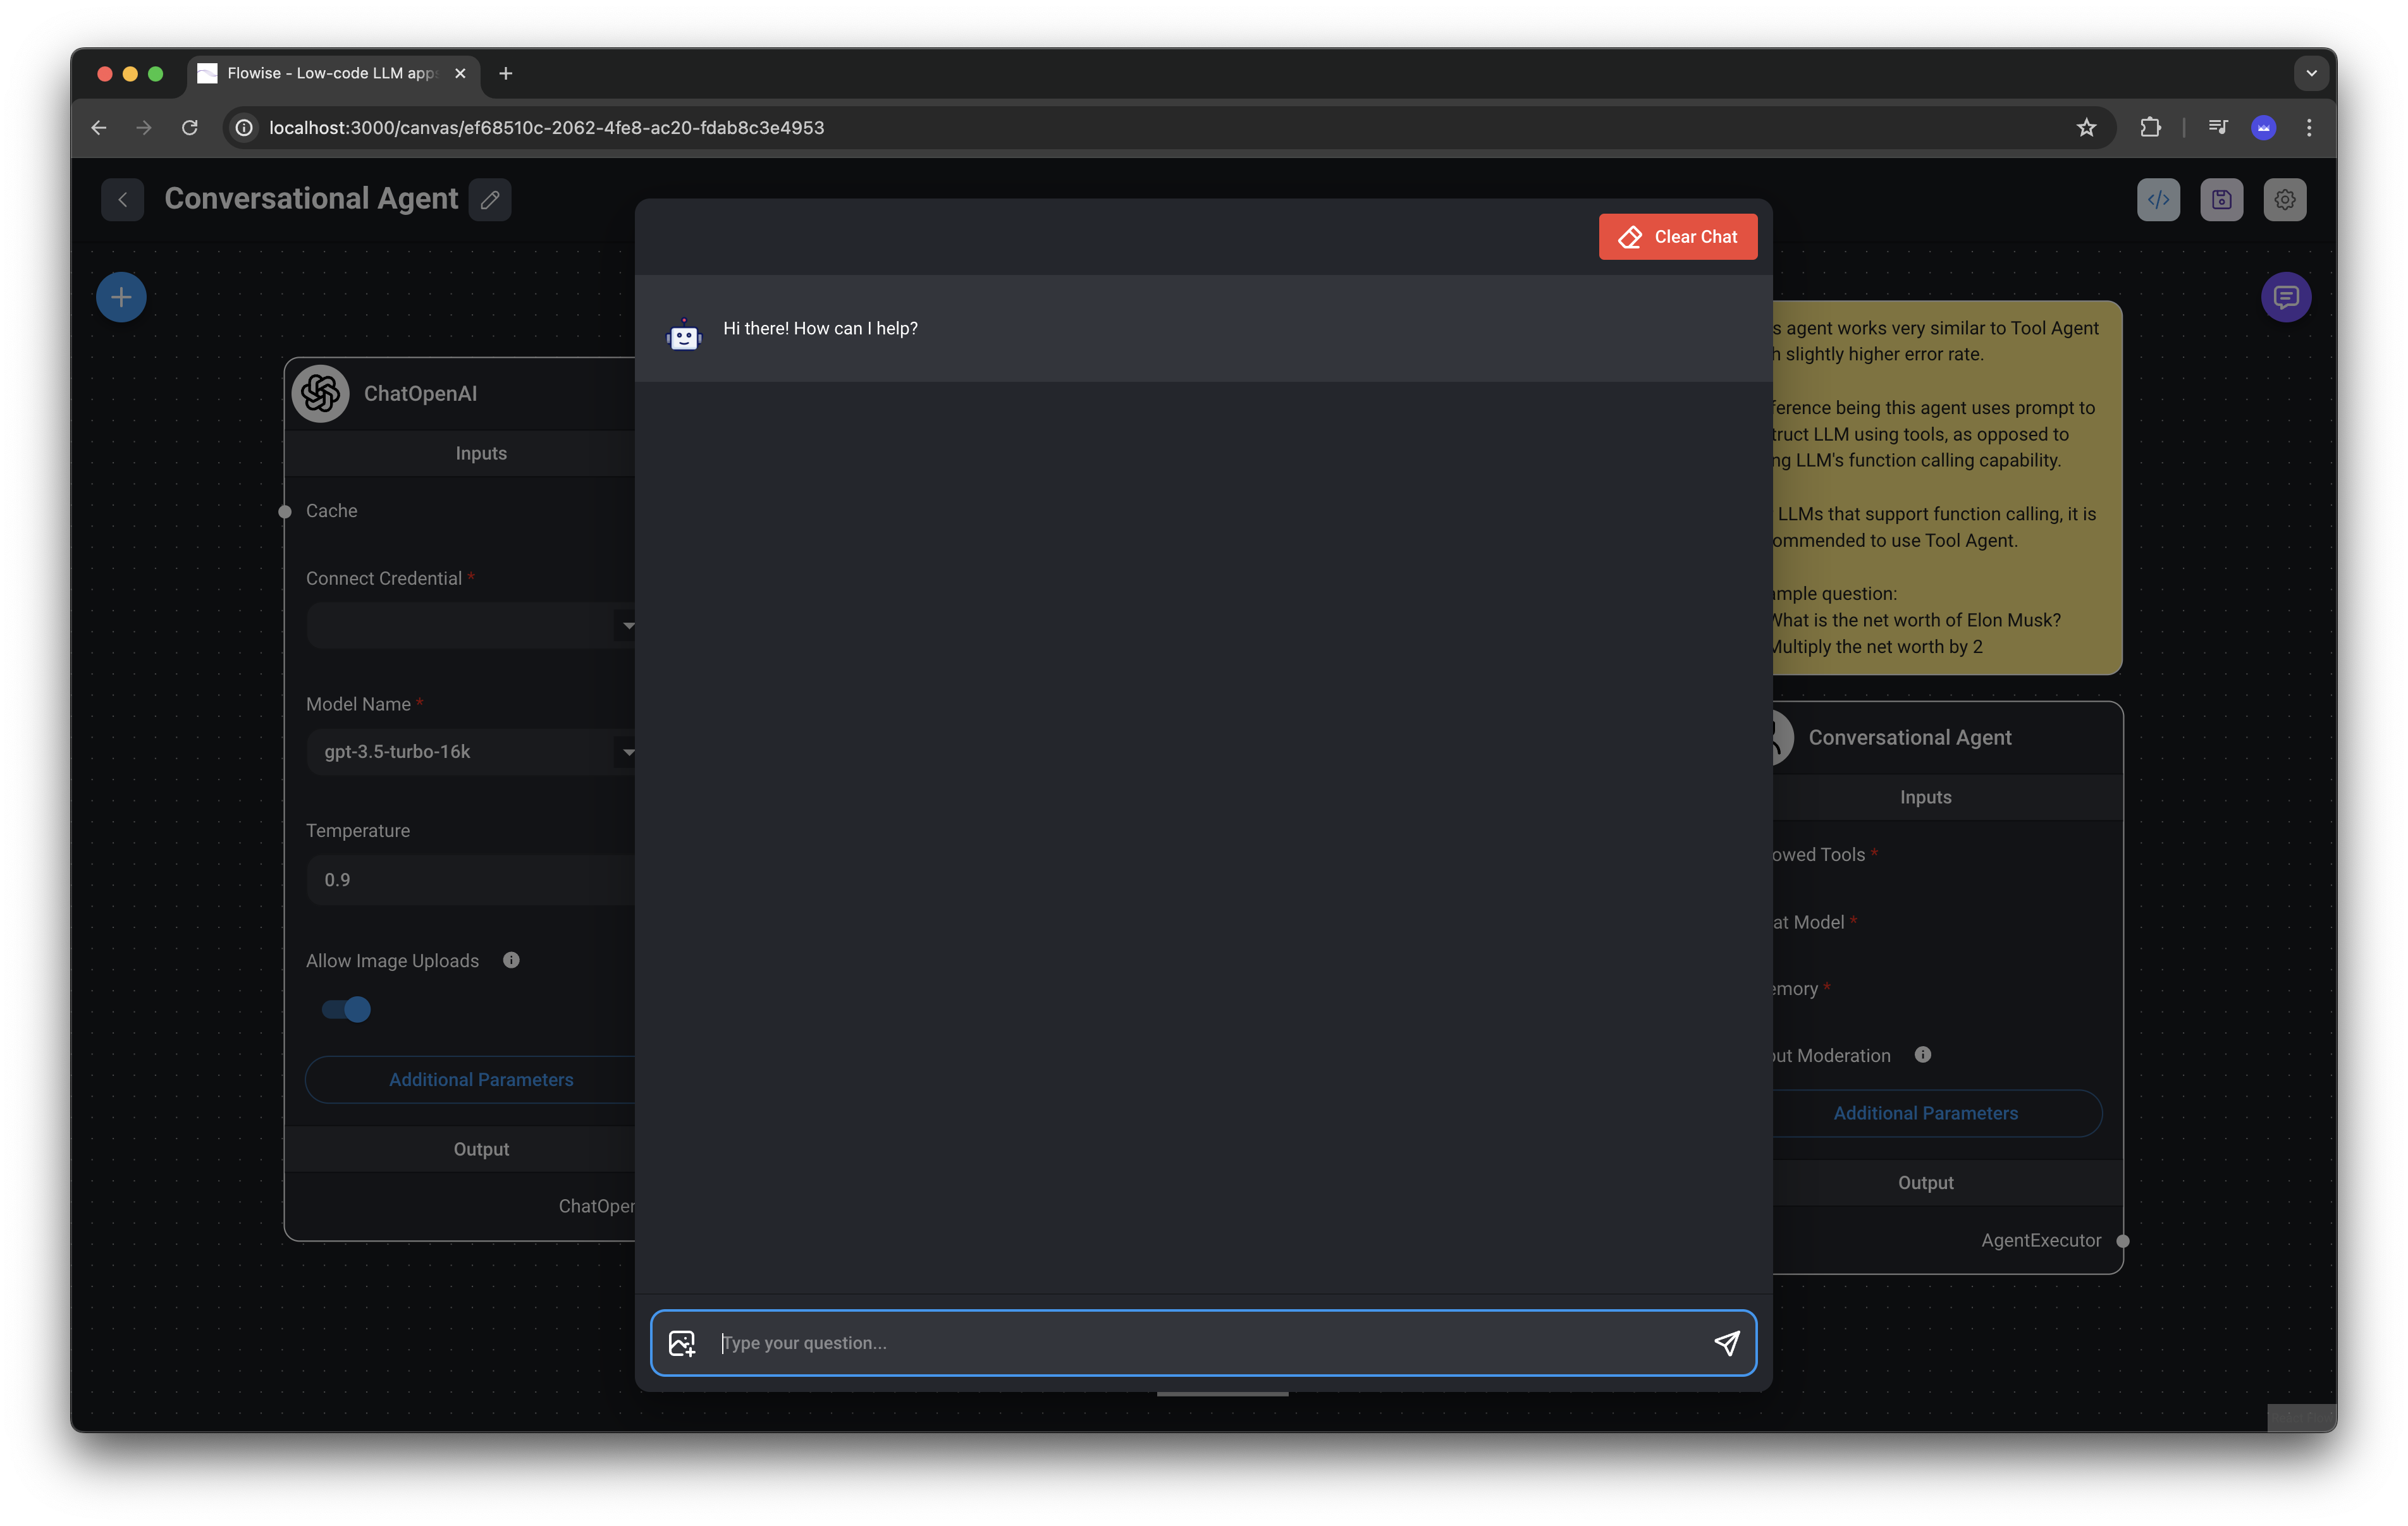 Flowise - Low-code LLM apps
localhost:3000/canvas/ef68510c-2062-4fe8-ac20-fdab8c3e4953
Conversational Agent
Clear Chat
Hi there! How can I help?
ChatOpenAI
Inputs
Cache
Connect Credential *
Model Name *
gpt-3.5-turbo-16k
Temperature
0.9
Allow Image Uploads
Additional Parameters
Output
ChatOpen
agent works very similar to Tool Agent
slightly higher error rate.
ference being this agent uses prompt to
truct LLM using tools, as opposed to
ng LLM's function calling capability.
LLMs that support function calling, it is
ommended to use Tool Agent.
mple question:
What is the net worth of Elon Musk?
Multiply the net worth by 2
Conversational Agent
Inputs
owed Tools *
at Model *
emory *
ut Moderation
Additional Parameters
Output
AgentExecutor
Type your question...